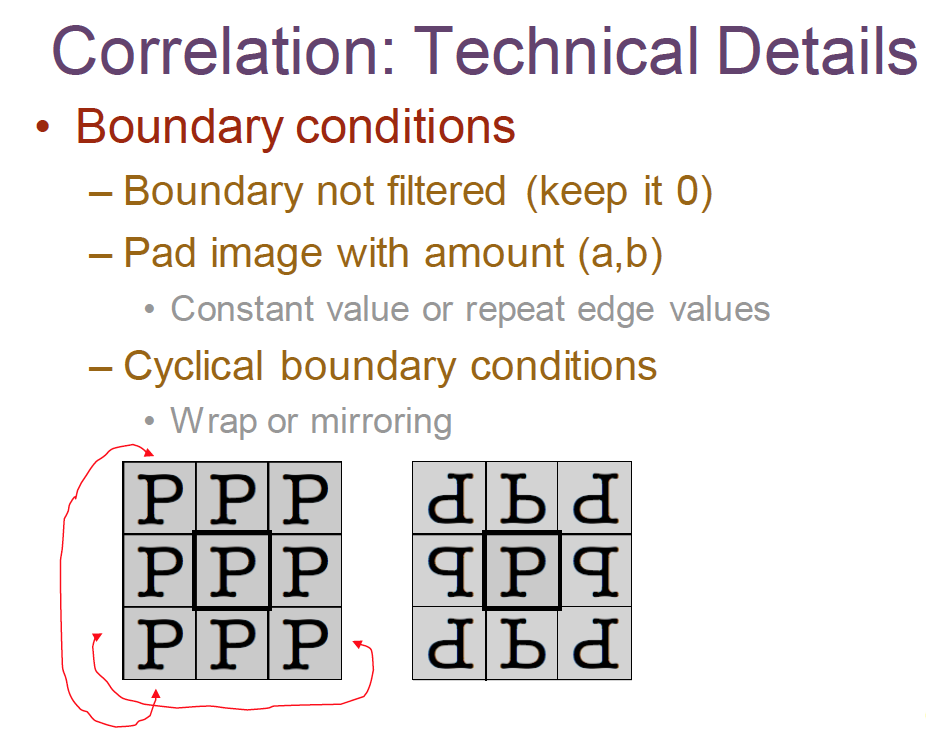 Correlation: Technical Details
• Boundary conditions
– Boundary not filtered (keep it 0)
– Pad image with amount (a,b)
• Constant value or repeat edge values
– Cyclical boundary conditions
• Wrap or mirroring
P P P
P P P
P P P
P